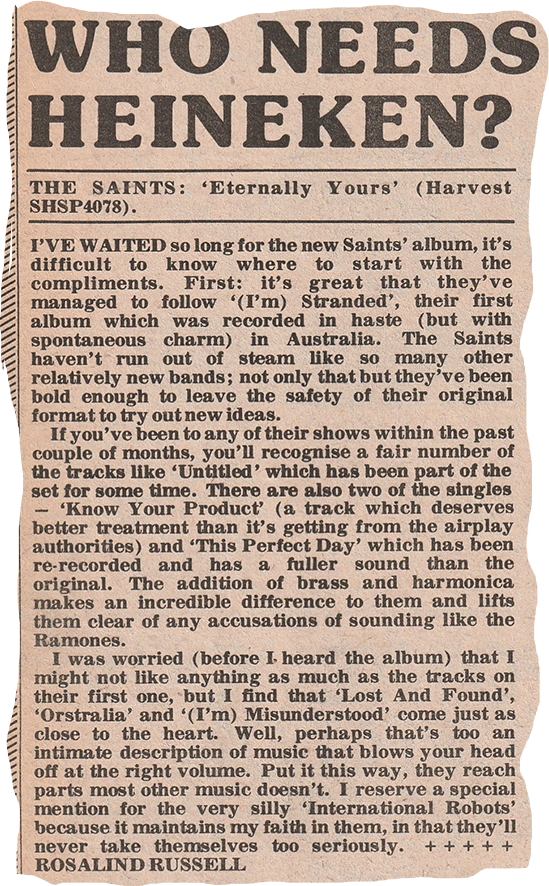 WHO NEEDS
HEINEKEN?
THE SAINTS: ‘Eternally Yours’ (Harvest
SHSP4078).
I’VE WAITED so long for the new Saints’ album, it’s
difficult to know where to start with the
compliments. First: it’s great that they’ve
managed to follow ‘(I’m) Stranded’, their first
album which was recorded in haste (but with
spontaneous charm) in Australia. The Saints
haven’t run out of steam like so many other
relatively new bands; not only that but they’ve been
bold enough to leave the safety of their original
format to try out new ideas.
If you’ve been to any of their shows within the past
couple of months, you’ll recognise a fair number of
the tracks like ‘Untitled’ which has been part of the
set for some time. There are also two of the singles
— ‘Know Your Product’ (a track which deserves
better treatment than it’s getting from the airplay
authorities) and ‘This Perfect Day’ which has been
re-recorded and has a fuller sound than the
original. The addition of brass and harmonica
makes an incredible difference to them and lifts
them clear of any accusations of sounding like the
Ramones.
I was worried (before I heard the album) that I
might not like anything as much as the tracks on
their first one, but I find that ‘Lost And Found’,
‘Orstralia’ and ‘(I’m) Misunderstood’ come just as
close to the heart. Well, perhaps that’s too an
intimate description of music that blows your head
off at the right volume. Put it this way, they reach
parts most other music doesn’t. I reserve a special
mention for the very silly ‘International Robots’
because it maintains my faith in them, in that they’ll
never take themselves too seriously. + + + + +
ROSALIND RUSSELL